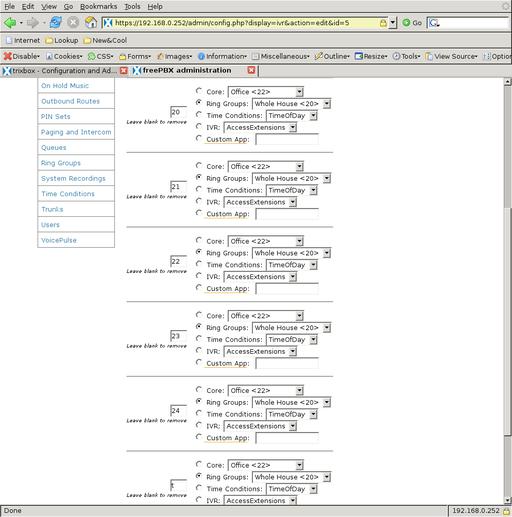 File Edit View Go Bookmarks Tools Help
https://192.168.0.252/admin/config.php?display=ivr&action=edit&id=5
Go
Internet Lookup New&Cool
Disable Cookies CSS Forms Images Information Miscellaneous Outline Resize Tools View Source Option
trixbox - Configuration and Ad... freePBX administration
On Hold Music
Outbound Routes
PIN Sets
Paging and Intercom
Queues
Ring Groups
System Recordings
Time Conditions
Trunks
Users
VoicePulse
20
Leave blank to remove
Core: Office <22>
Ring Groups: Whole House <20>
Time Conditions: TimeOfDay
IVR: AccessExtensions
Custom App:
21
Leave blank to remove
Core: Office <22>
Ring Groups: Whole House <20>
Time Conditions: TimeOfDay
IVR: AccessExtensions
Custom App:
22
Leave blank to remove
Core: Office <22>
Ring Groups: Whole House <20>
Time Conditions: TimeOfDay
IVR: AccessExtensions
Custom App:
23
Leave blank to remove
Core: Office <22>
Ring Groups: Whole House <20>
Time Conditions: TimeOfDay
IVR: AccessExtensions
Custom App:
24
Leave blank to remove
Core: Office <22>
Ring Groups: Whole House <20>
Time Conditions: TimeOfDay
IVR: AccessExtensions
Custom App:
t
Leave blank to remove
Core: Office <22>
Ring Groups: Whole House <20>
Time Conditions: TimeOfDay
IVR: AccessExtensions
Done 192.168.0.252